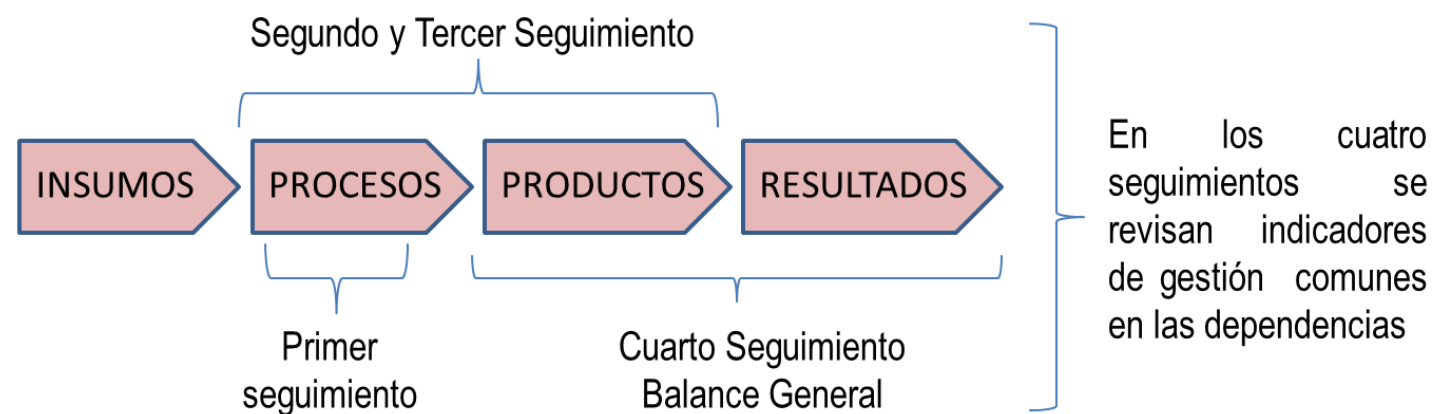 Segundo y Tercer Seguimiento
INSUMOS
PROCESOS
PRODUCTOS
RESULTADOS
Primer
seguimiento
Cuarto Seguimiento
Balance General
En los cuatro
seguimientos se
revisan indicadores
de gestión comunes
en las dependencias